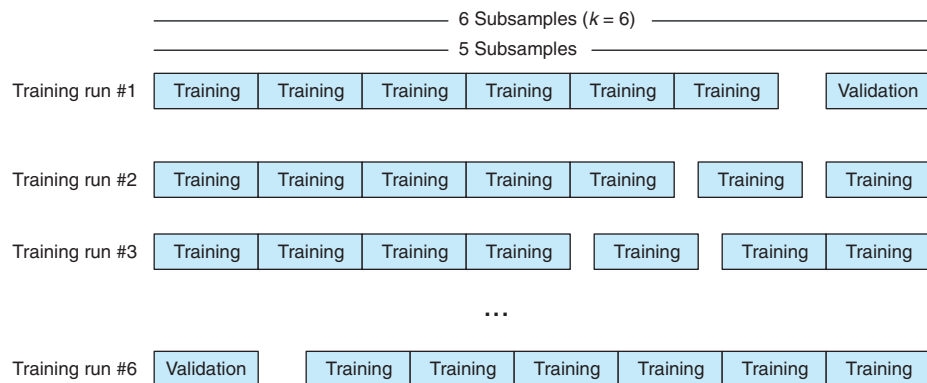 6 Subsamples (k = 6)
5 Subsamples
Training run #1 Training Training Training Training Training Training Validation
Training run #2 Training Training Training Training Training Training Training
Training run #3 Training Training Training Training Training Training Training
...
Training run #6 Validation Training Training Training Training Training Training